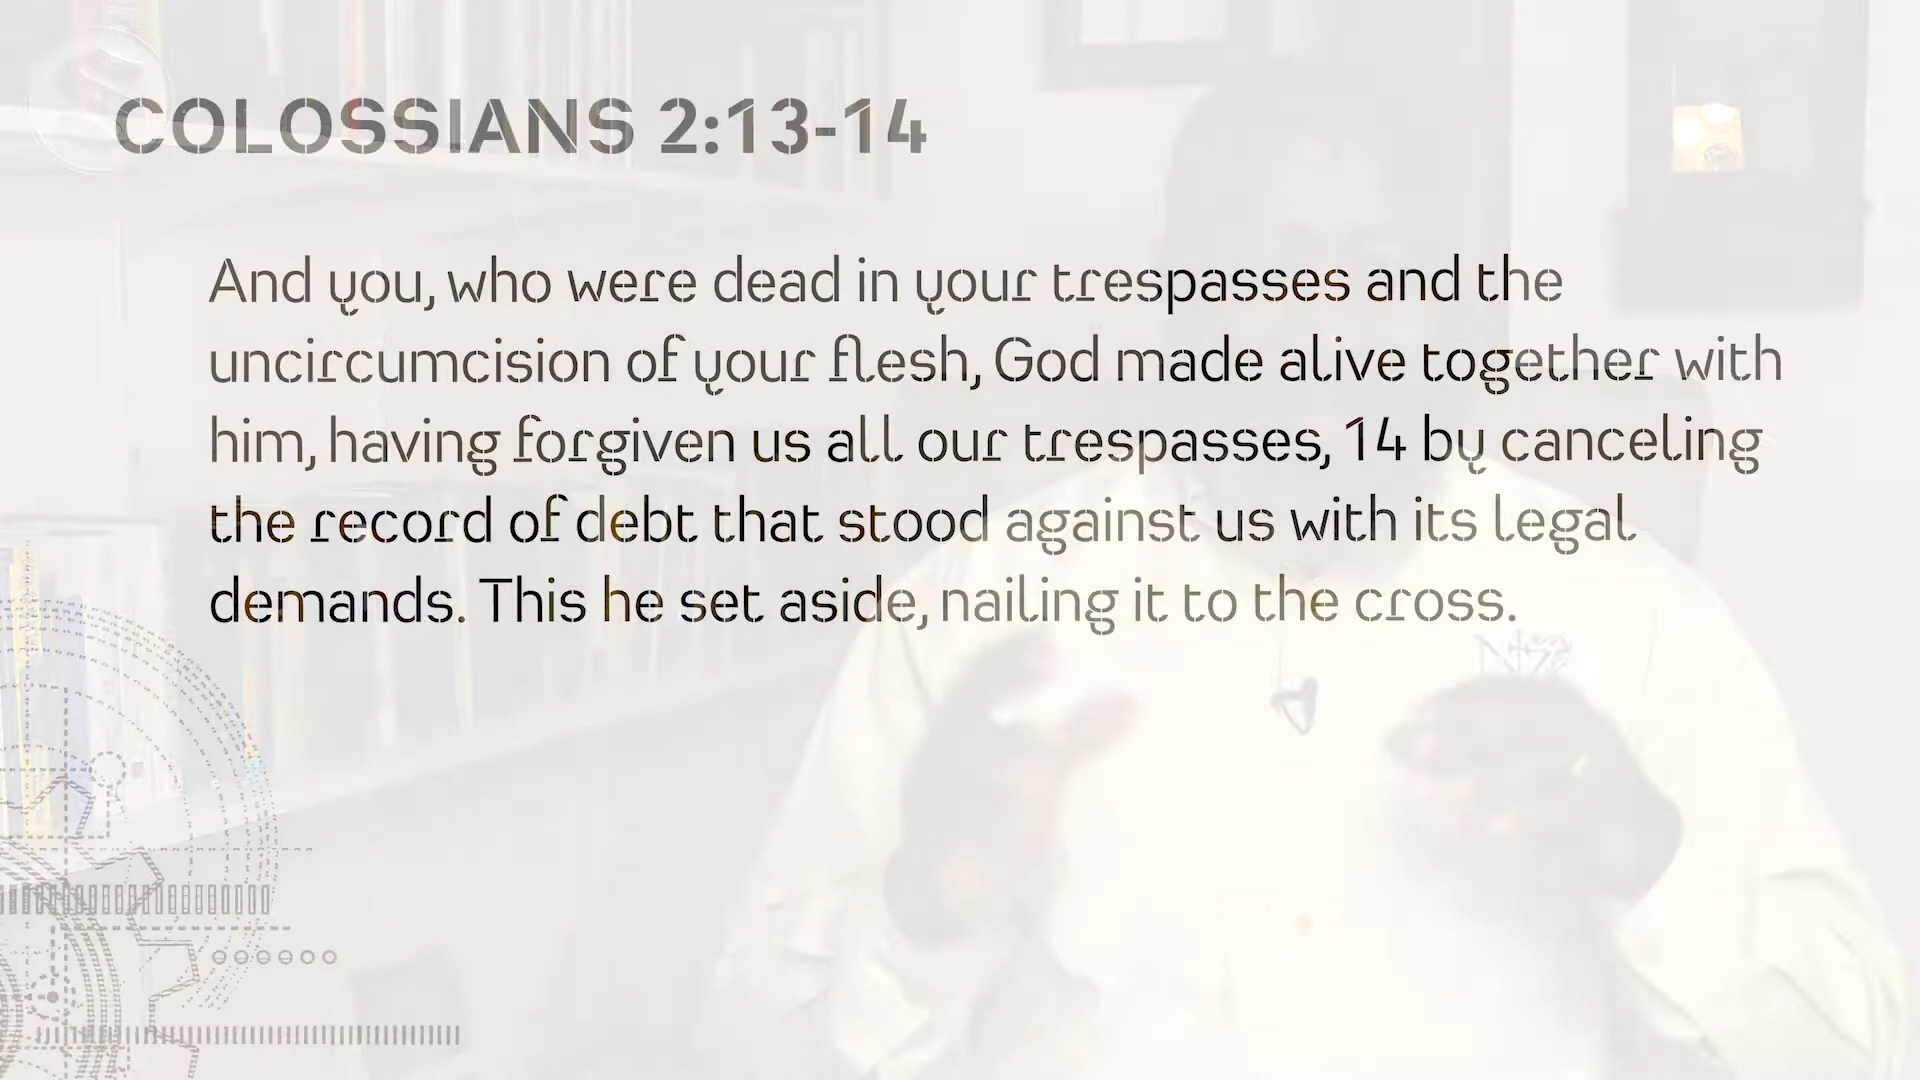 COLOSSIANS 2:13-14
And you, who were dead in your trespasses and the
uncircumcision of your flesh, God made alive together with
him, having forgiven us all our trespasses, 14 by canceling
the record of debt that stood against us with its legal
demands. This he set aside, nailing it to the cross.